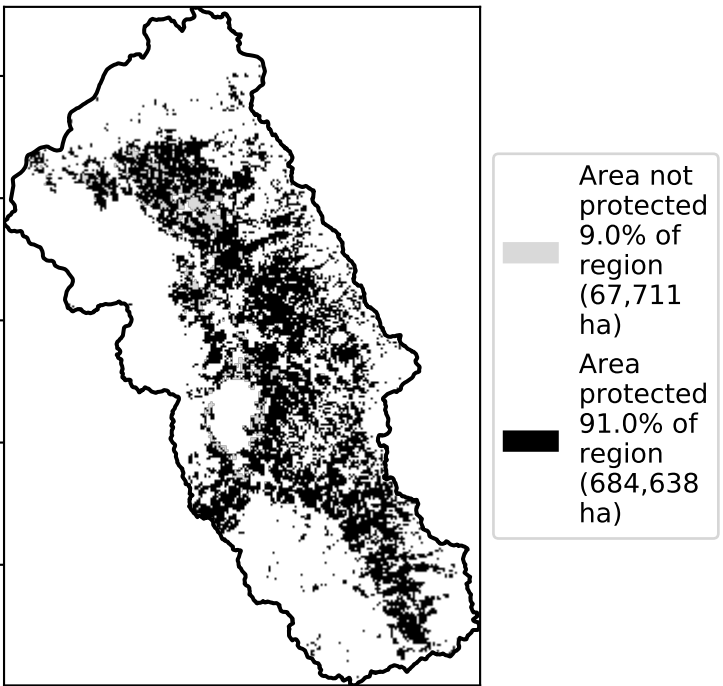 Area not
protected
9.0% of
region
(67,711
ha)
Area
protected
91.0% of
region
(684,638
ha)